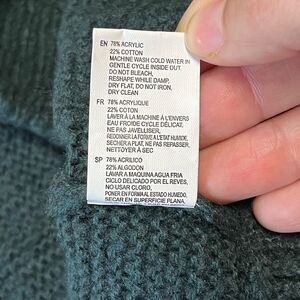 EN 78% ACRYLIC
22% COTTON
MACHINE WASH COLD WATER IN
GENTLE CYCLE INSIDE OUT.
DO NOT BLEACH,
RESHAPE WHILE DAMP,
DRY FLAT, DO NOT IRON,
DRY CLEAN
FR 78% ACRYLIQUE
22% COTON
LAVER À LA MACHINE À L'ENVERS
EAU FROIDE CYCLE DÉLICAT.
NE PAS JAVELLISER.
REDONNER LA FORME A L'ETAT HUMIDE,
SECHER A PLAT, NE PAS REPASSER.
NETTOYER À SEC
SP 78% ACRILICO
22% ALGODON
LAVAR A MAQUINA AGUA FRIA
CICLO DELICADO POR EL REVES,
NO USAR CLORO,
PONER EN FORMA AL ESTADO HUMEDO,
SECAR EN SUPERFICIE PLANA,